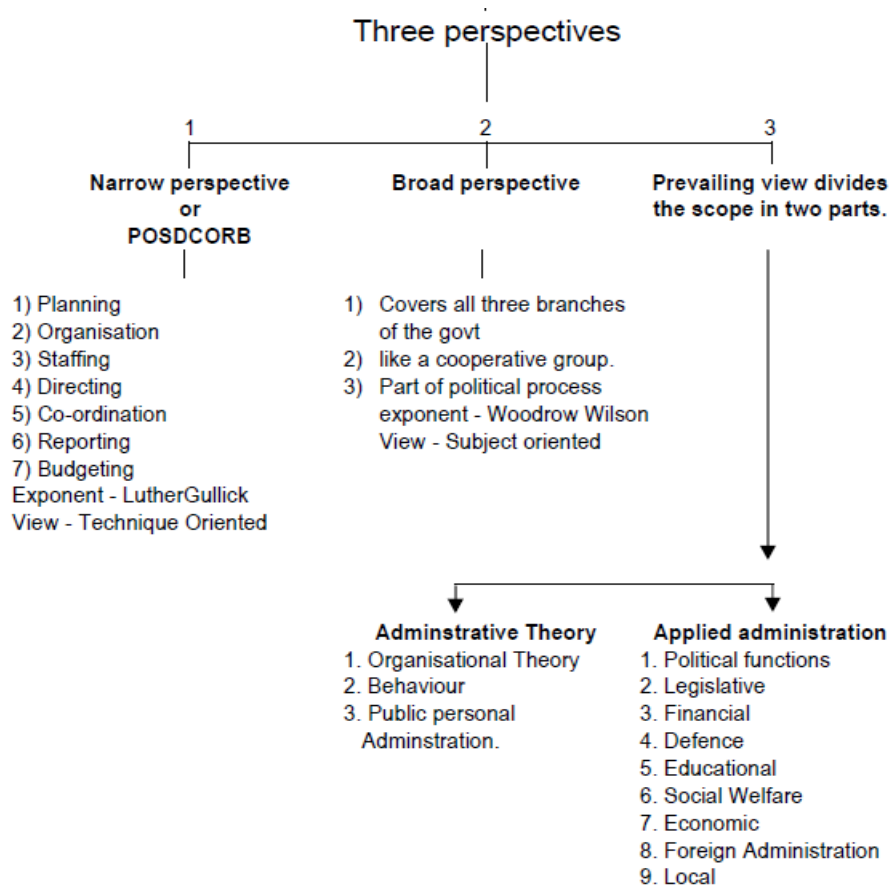 Three perspectives
1
2
3
Narrow perspective
or
POSDCORB
Broad perspective
Prevailing view divides
the scope in two parts.
1) Planning
2) Organisation
3) Staffing
4) Directing
5) Co-ordination
6) Reporting
7) Budgeting
Exponent - LutherGullick
View - Technique Oriented
1) Covers all three branches
of the govt
2) like a cooperative group.
3) Part of political process
exponent - Woodrow Wilson
View - Subject oriented
Adminstrative Theory
1. Organisational Theory
2. Behaviour
3. Public personal
Adminstration.
Applied administration
1. Political functions
2. Legislative
3. Financial
4. Defence
5. Educational
6. Social Welfare
7. Economic
8. Foreign Administration
9. Local